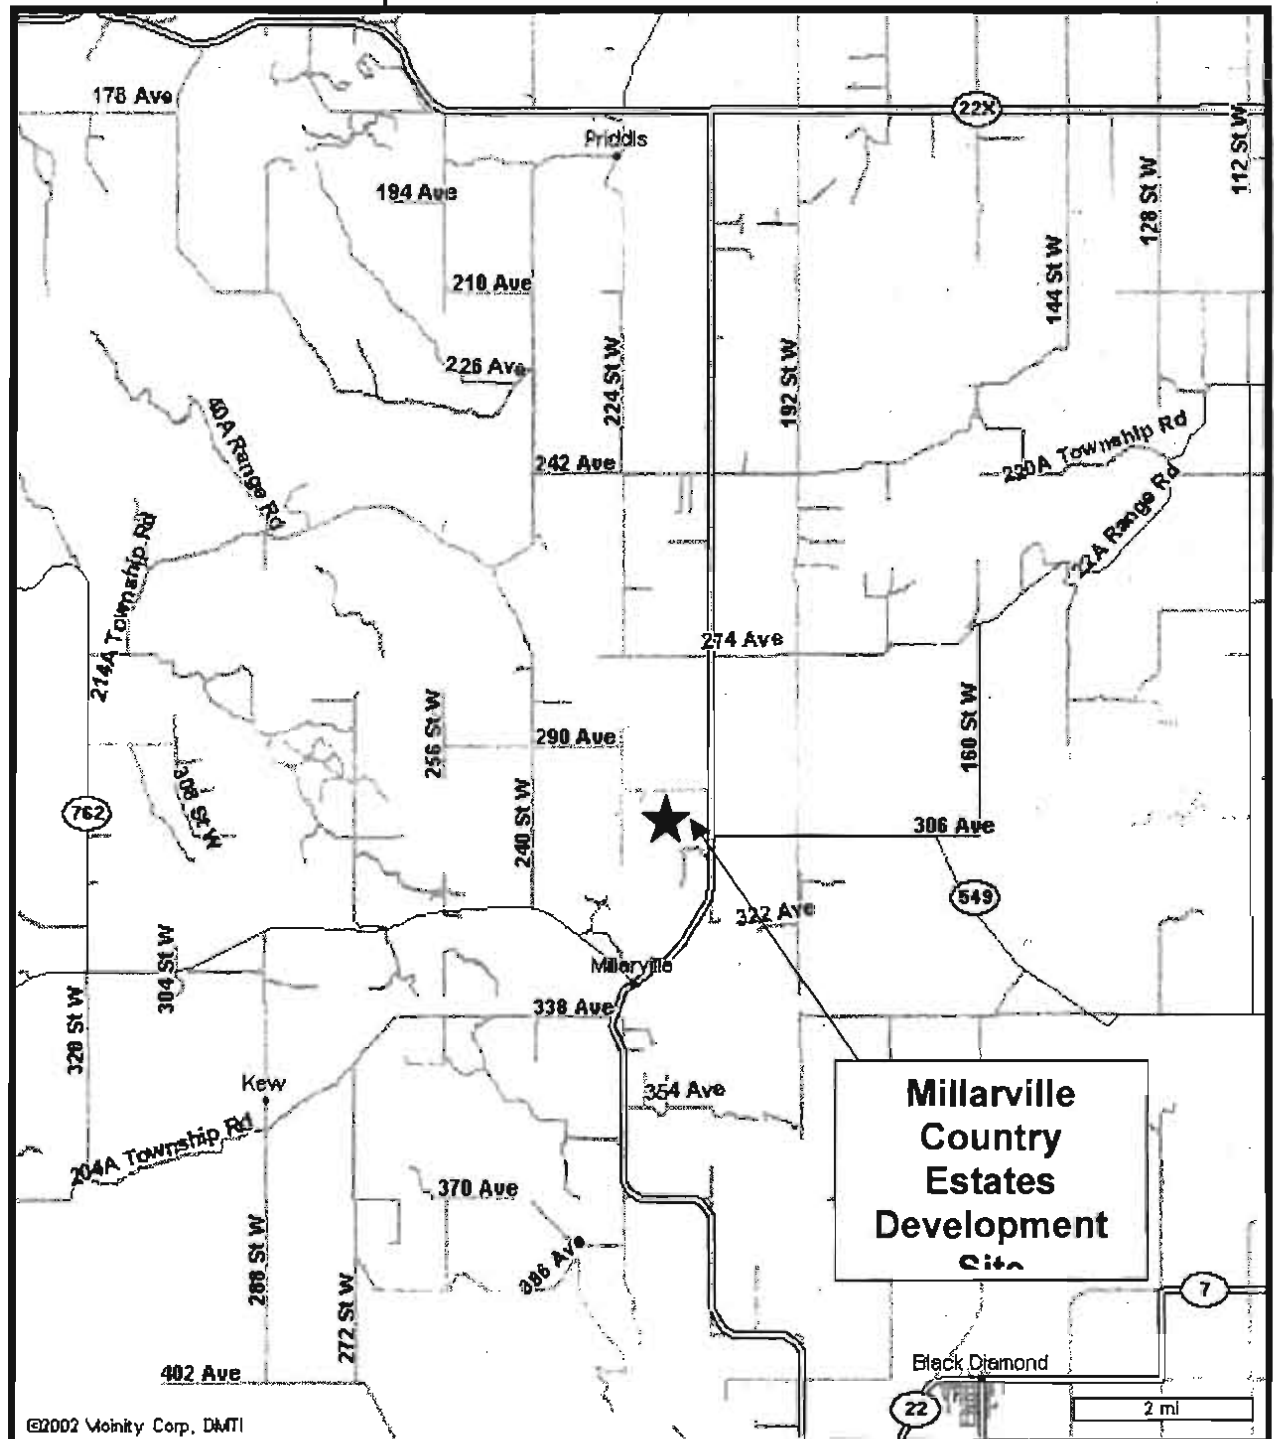 178 Ave
22X
112 St W
Priddis
128 St W
194 Ave
144 St W
210 Ave
226 Ave
224 St W
192 St W
40A Range Rd
242 Ave
220A Township Rd
22A Range Rd
214A Township Rd
274 Ave
256 St W
290 Ave
160 St W
308 St W
762
240 St W
306 Ave
549
322 Ave
304 St W
Millarville
338 Ave
320 St W
Kew
354 Ave
Millarville
Country
Estates
Development
Site
204A Township Rd
370 Ave
288 St W
386 Ave
272 St W
7
402 Ave
Black Diamond
22
2 mi
©2002 Vicinity Corp, DMTI